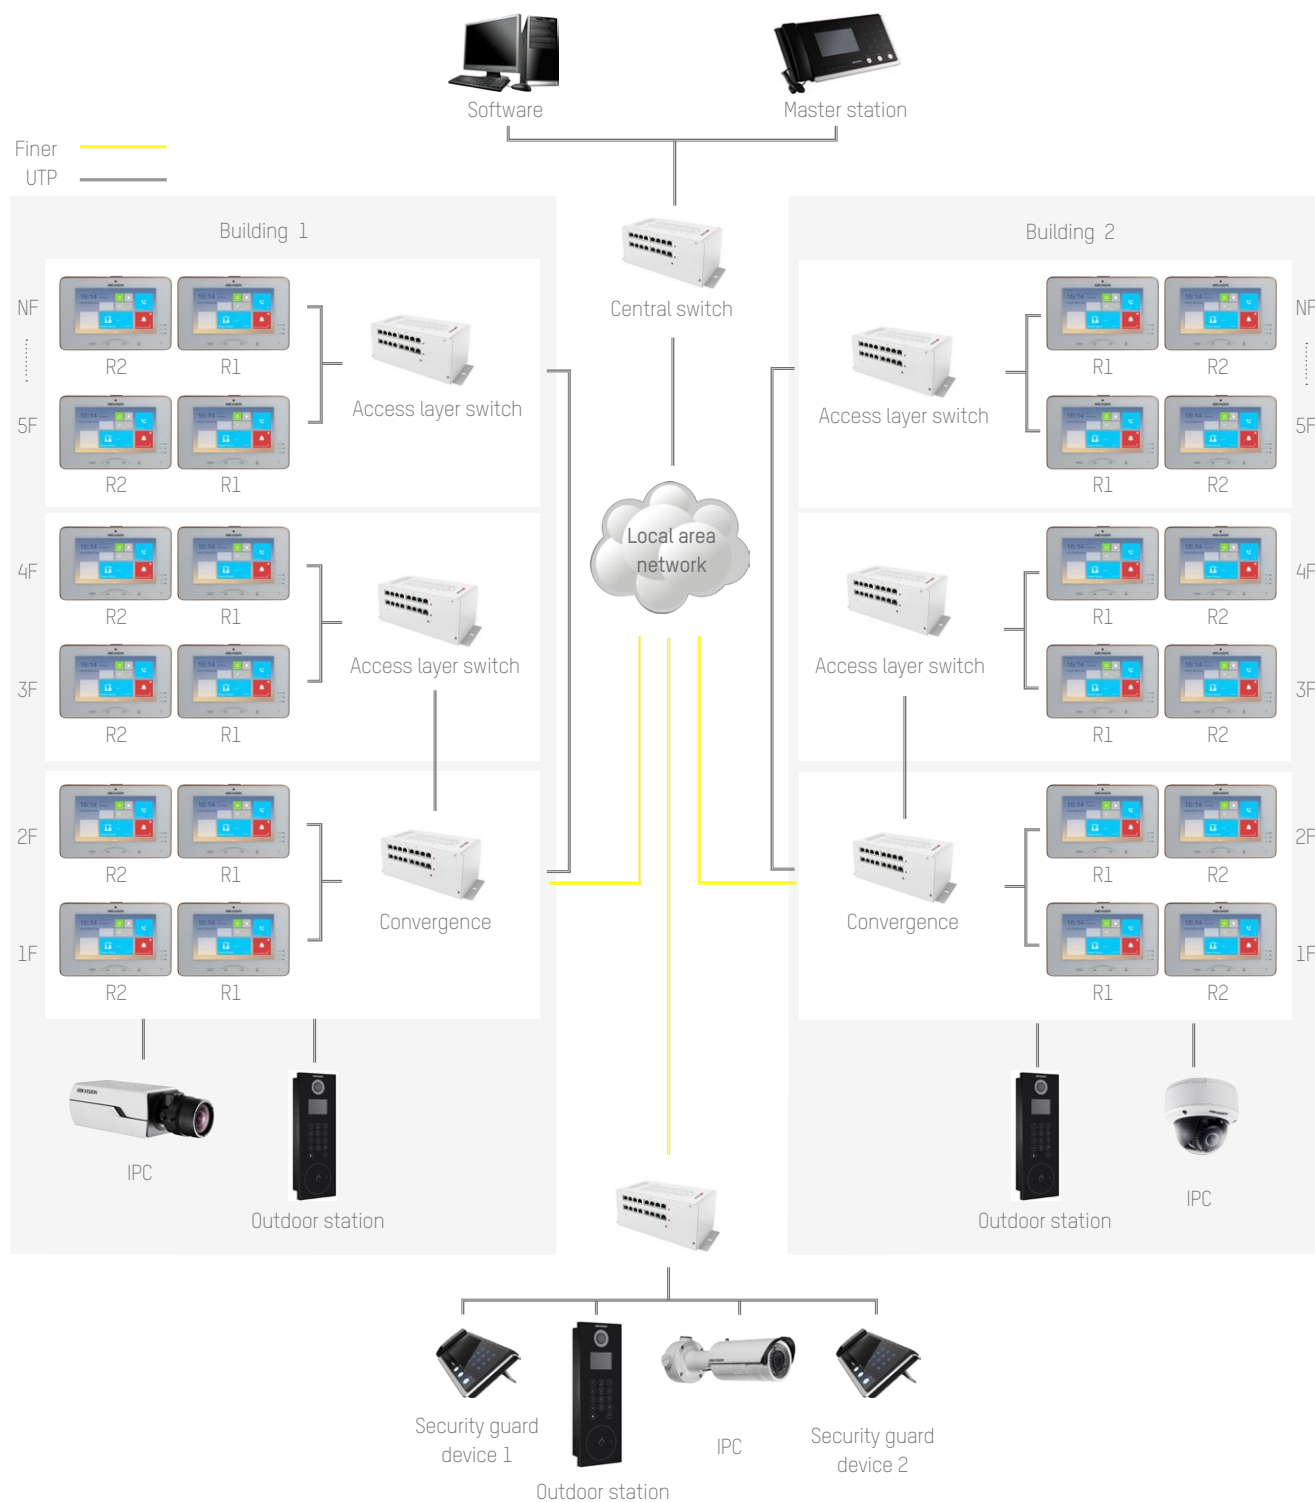 Software
Master station
Finer
UTP
Building 1
Central switch
Building 2
NF
R2
R1
Access layer switch
5F
R2
R1
NF
R1
R2
Access layer switch
5F
R1
R2
Local area
network
4F
R2
R1
Access layer switch
3F
R2
R1
4F
R1
R2
Access layer switch
3F
R1
R2
2F
R2
R1
Convergence
1F
R2
R1
2F
R1
R2
Convergence
1F
R1
R2
HIKVISION
IPC
Outdoor station
Outdoor station
IPC
Security guard
device 1
Outdoor station
IPC
Security guard
device 2